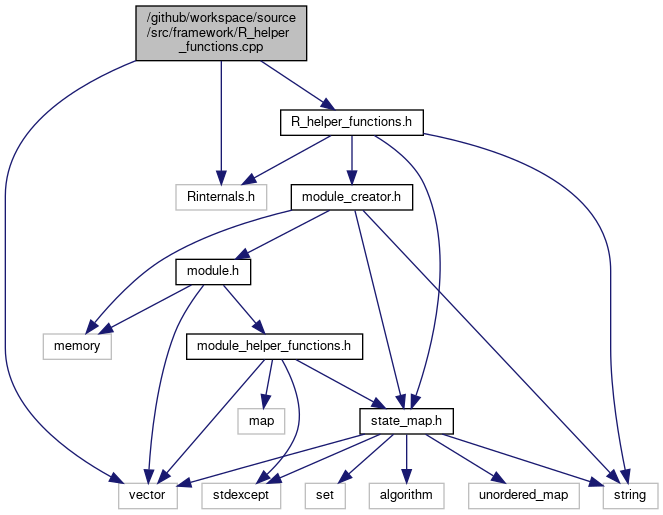 /github/workspace/source
/src/framework/R_helper
_functions.cpp
R_helper_functions.h
Rinternals.h
module_creator.h
module.h
memory
module_helper_functions.h
map
state_map.h
vector
stdexcept
set
algorithm
unordered_map
string